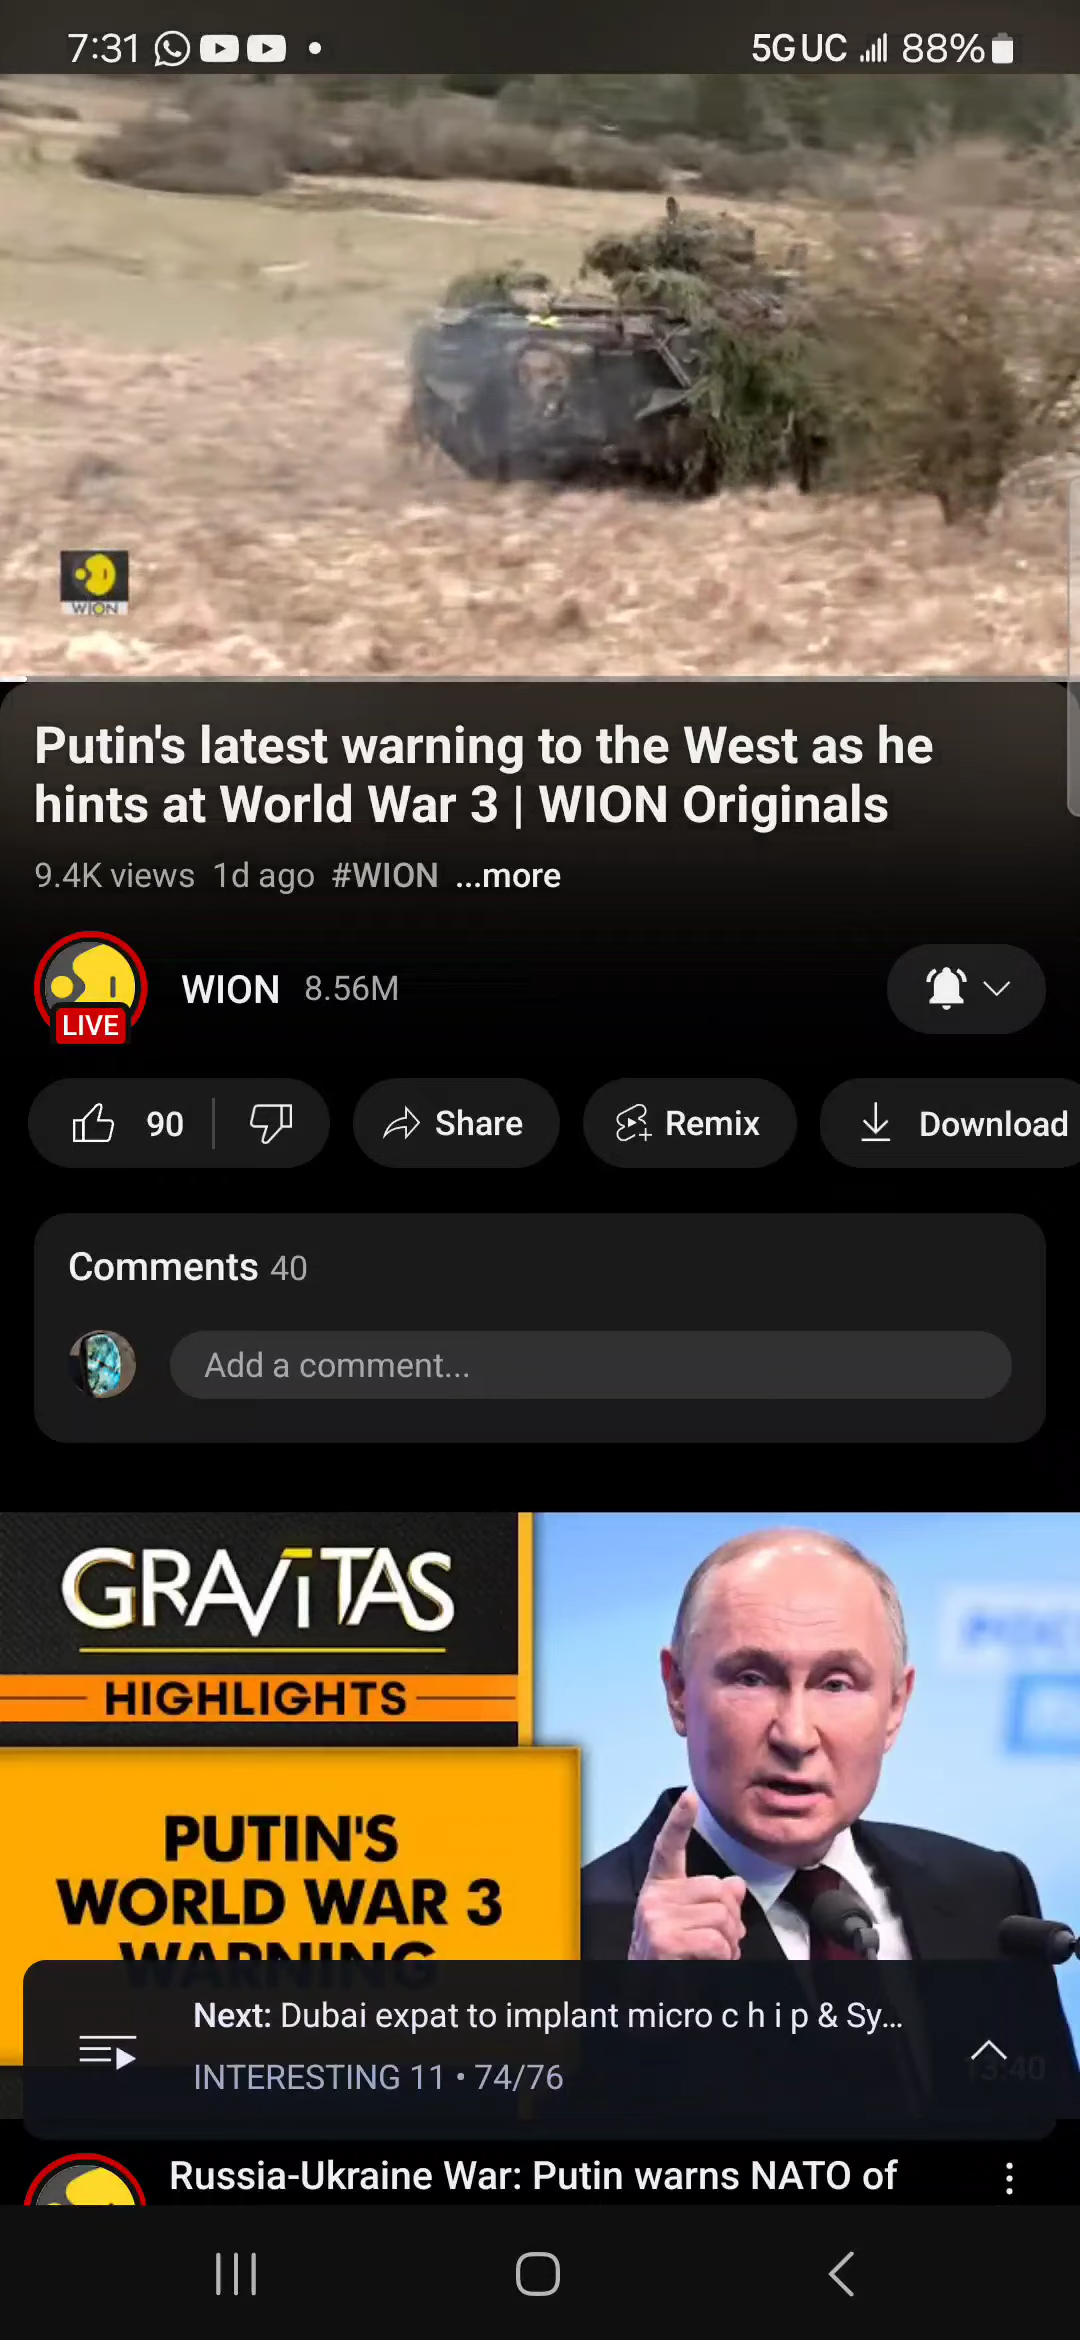 7:31
5G UC 88%
WION
Putin's latest warning to the West as he
hints at World War 3 | WION Originals
9.4K views 1d ago #WION ...more
WION 8.56M
LIVE
90 Share Remix Download
Comments 40
Add a comment...
GRAVITAS
HIGHLIGHTS
PUTIN'S
WORLD WAR 3
WARNING
Next: Dubai expat to implant micro c h i p & Sy...
INTERESTING 11 • 74/76
13:40
Russia-Ukraine War: Putin warns NATO of